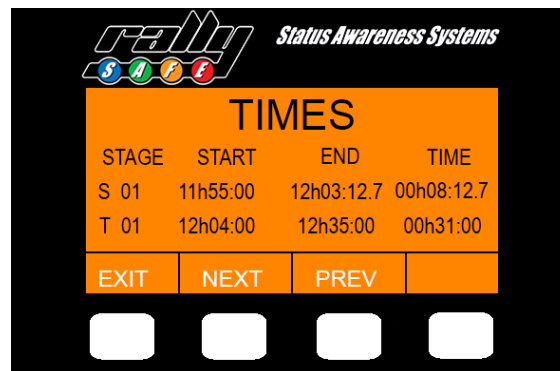 rally
SAFE
Status Awareness Systems
TIMES
STAGE START END TIME
S 01 11h55:00 12h03:12.7 00h08:12.7
T 01 12h04:00 12h35:00 00h31:00
EXIT NEXT PREV